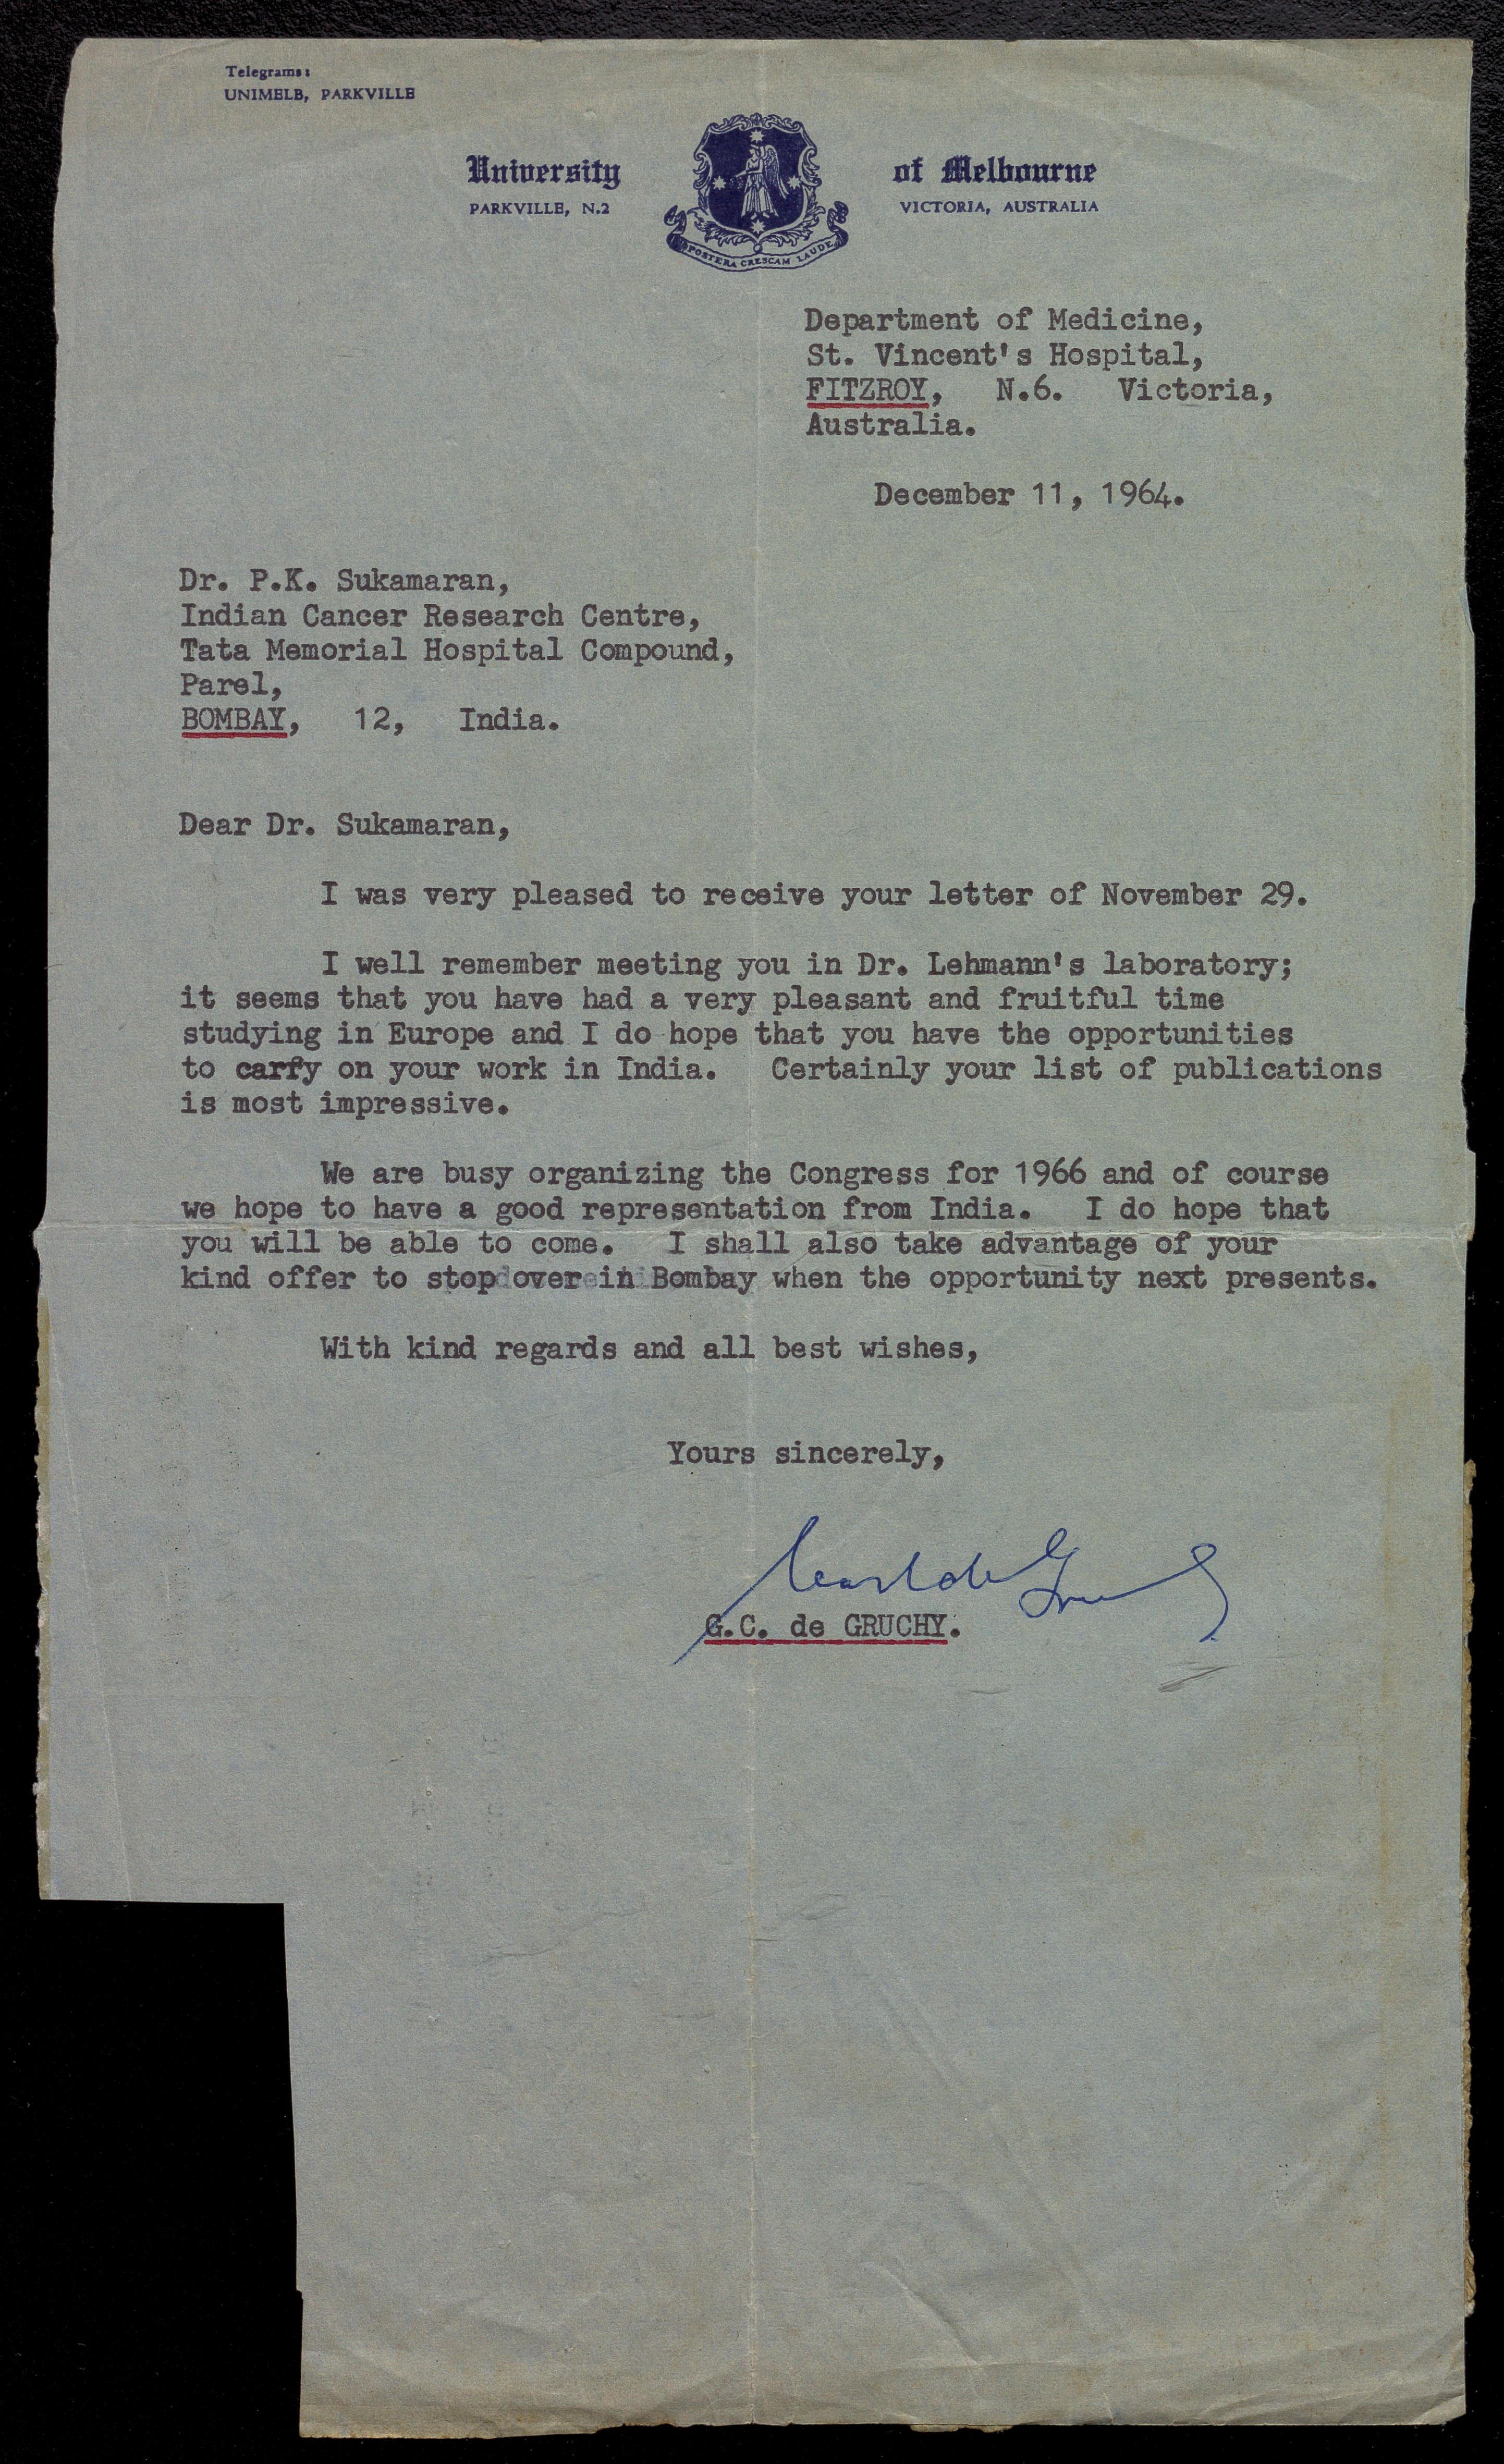 Telegrams:
UNIMELB, PARKVILLE
University of Melbourne
PARKVILLE, N.2 VICTORIA, AUSTRALIA
POSTERA CRESCAM LAUDE
Department of Medicine,
St. Vincent's Hospital,
FITZROY, N.6. Victoria,
Australia.
December 11, 1964.
Dr. P.K. Sukamaran,
Indian Cancer Research Centre,
Tata Memorial Hospital Compound,
Parel,
BOMBAY, 12, India.
Dear Dr. Sukamaran,
I was very pleased to receive your letter of November 29.
I well remember meeting you in Dr. Lehmann's laboratory;
it seems that you have had a very pleasant and fruitful time
studying in Europe and I do hope that you have the opportunities
to carry on your work in India. Certainly your list of publications
is most impressive.
We are busy organizing the Congress for 1966 and of course
we hope to have a good representation from India. I do hope that
you will be able to come. I shall also take advantage of your
kind offer to stop over in Bombay when the opportunity next presents.
With kind regards and all best wishes,
Yours sincerely,
G.C. de GRUCHY.